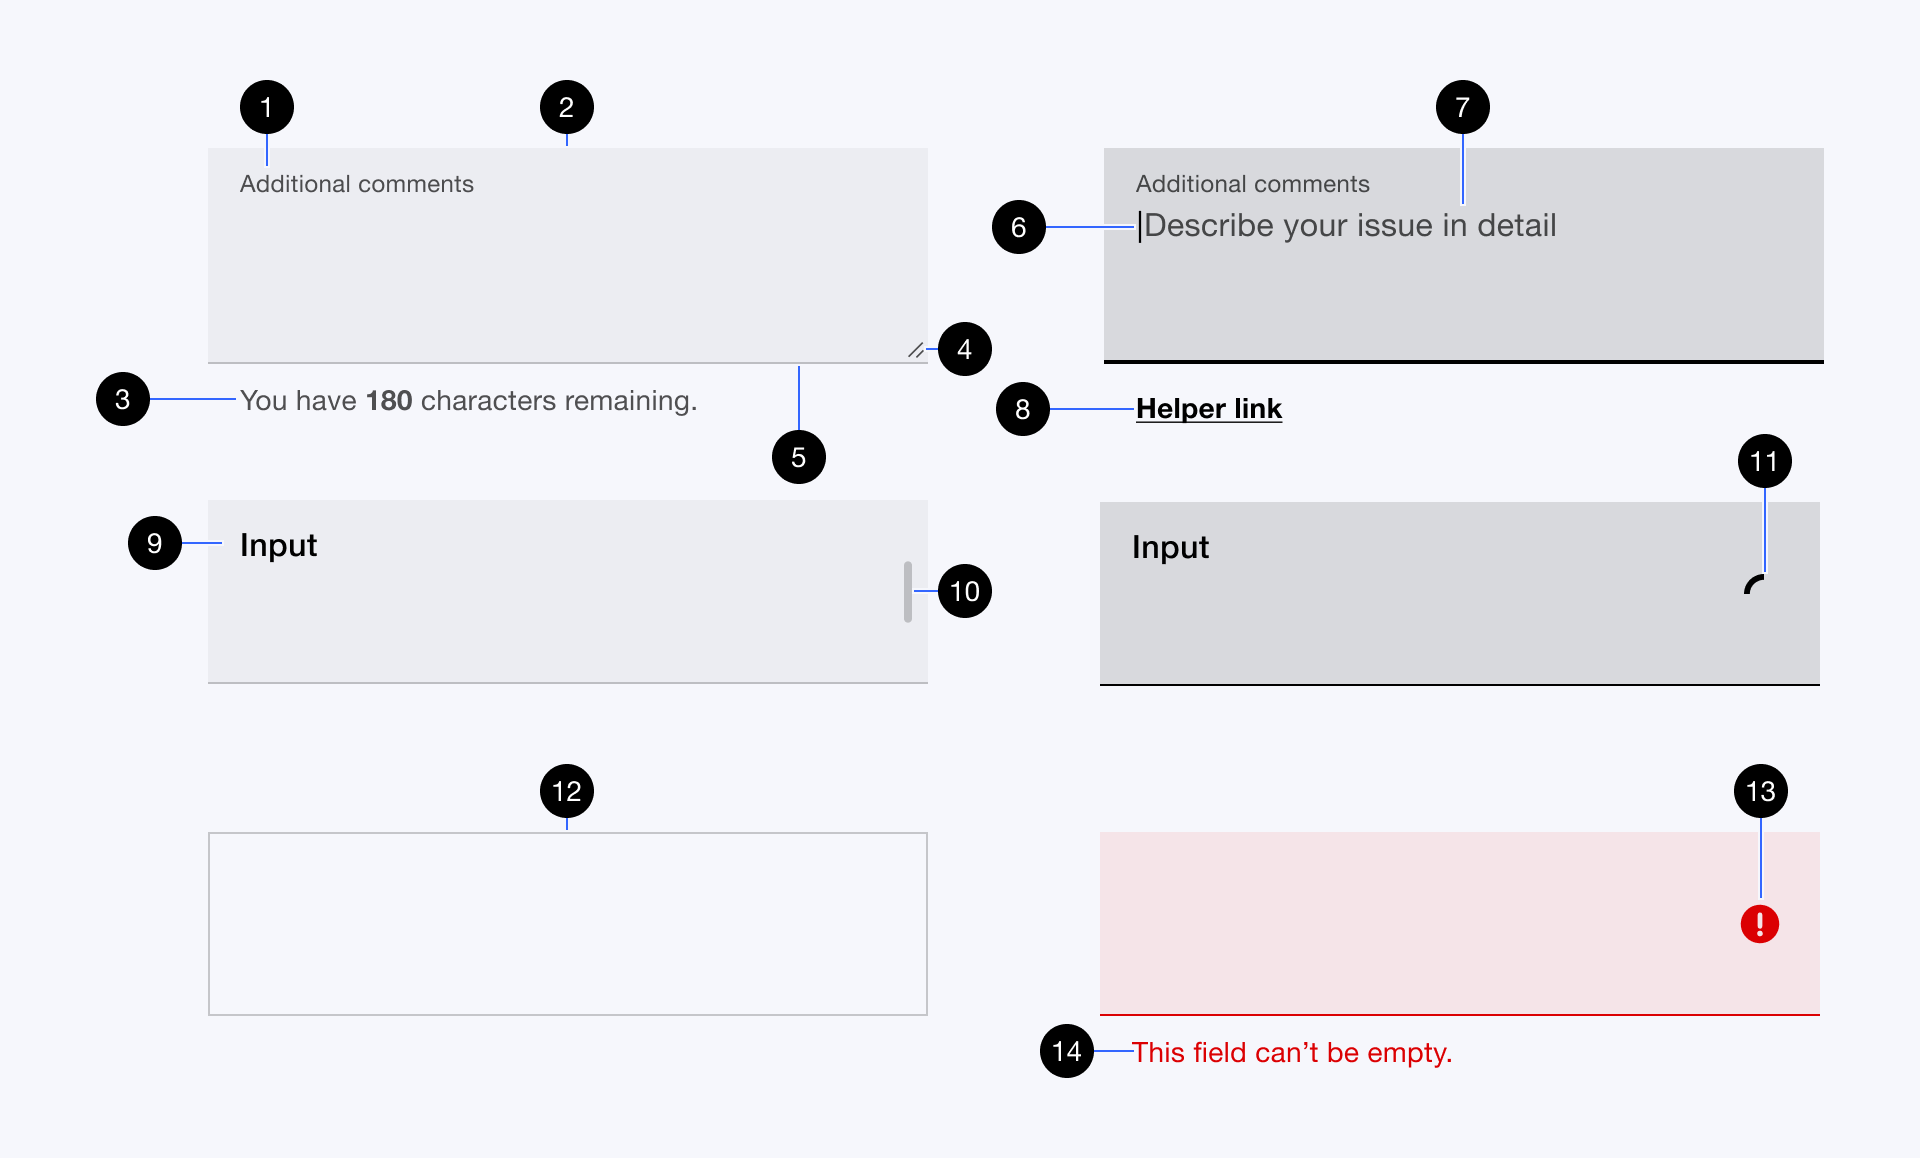 1
2
7
Additional comments
Additional comments
6
Describe your issue in detail
4
3
You have 180 characters remaining.
8
Helper link
5
11
9
Input
Input
10
12
13
14
This field can’t be empty.